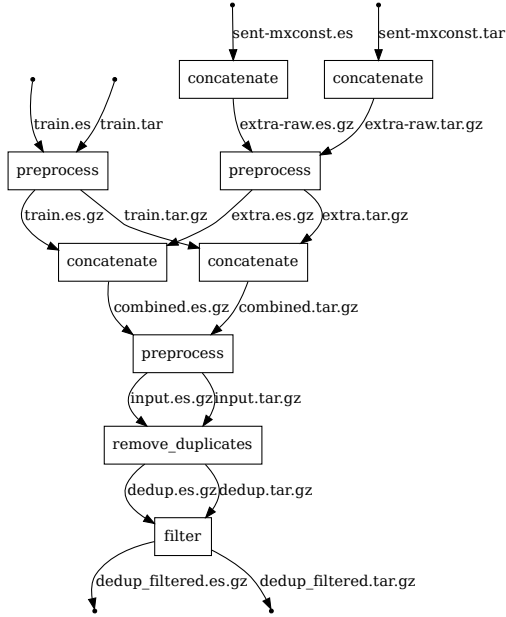 sent-mxconst.es
sent-mxconst.tar
concatenate
concatenate
train.es
train.tar
extra-raw.es.gz
extra-raw.tar.gz
preprocess
preprocess
train.es.gz
train.tar.gz
extra.es.gz
extra.tar.gz
concatenate
concatenate
combined.es.gz
combined.tar.gz
preprocess
input.es.gz
input.tar.gz
remove_duplicates
dedup.es.gz
dedup.tar.gz
filter
dedup_filtered.es.gz
dedup_filtered.tar.gz